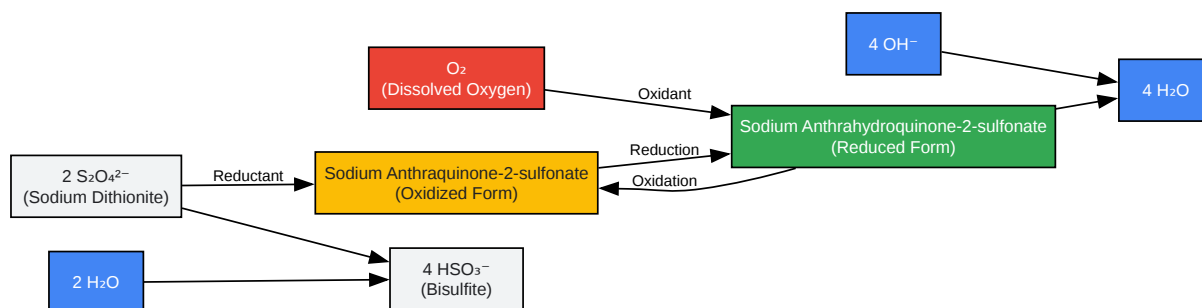 4 OH⁻
O₂
(Dissolved Oxygen)
Oxidant
4 H₂O
Sodium Anthrahydroquinone-2-sulfonate
(Reduced Form)
Reduction
2 S₂O₄²⁻
(Sodium Dithionite)
Reductant
Sodium Anthraquinone-2-sulfonate
(Oxidized Form)
Oxidation
2 H₂O
4 HSO₃⁻
(Bisulfite)